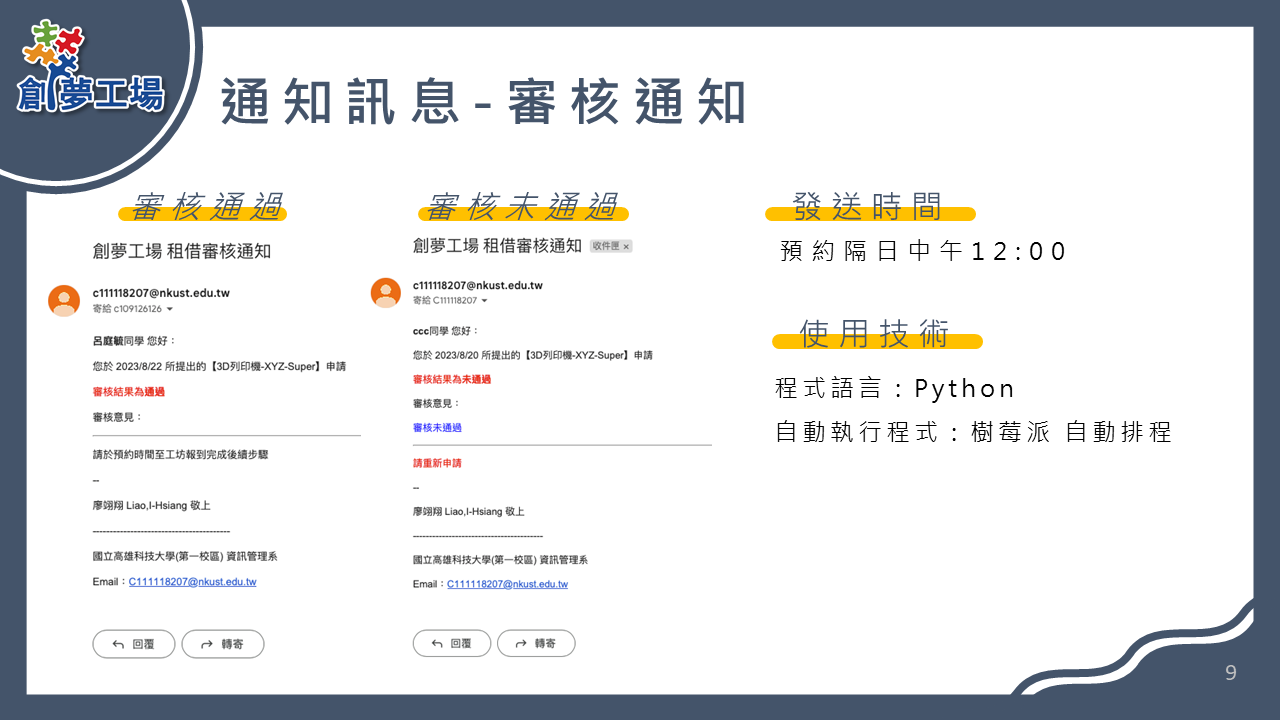 創夢工場
通知訊息-審核通知
審核通過
創夢工場 租借審核通知
c111118207@nkust.edu.tw
寄給 c109126126
呂庭毓同學 您好：
您於 2023/8/22 所提出的【3D列印機-XYZ-Super】申請
審核結果為通過
審核意見：
請於預約時間至工坊報到完成後續步驟
--
廖翊翔 Liao,I-Hsiang 敬上
-----------------------------------------
國立高雄科技大學(第一校區) 資訊管理系
Email：C111118207@nkust.edu.tw
回覆 轉寄
審核未通過
創夢工場 租借審核通知 收件匣 ×
c111118207@nkust.edu.tw
寄給 C111118207
ccc同學 您好：
您於 2023/8/20 所提出的【3D列印機-XYZ-Super】申請
審核結果為未通過
審核意見：
審核未通過
請重新申請
--
廖翊翔 Liao,I-Hsiang 敬上
-----------------------------------------
國立高雄科技大學(第一校區) 資訊管理系
Email：C111118207@nkust.edu.tw
回覆 轉寄
發送時間
預約隔日中午12:00
使用技術
程式語言：Python
自動執行程式：樹莓派 自動排程
9